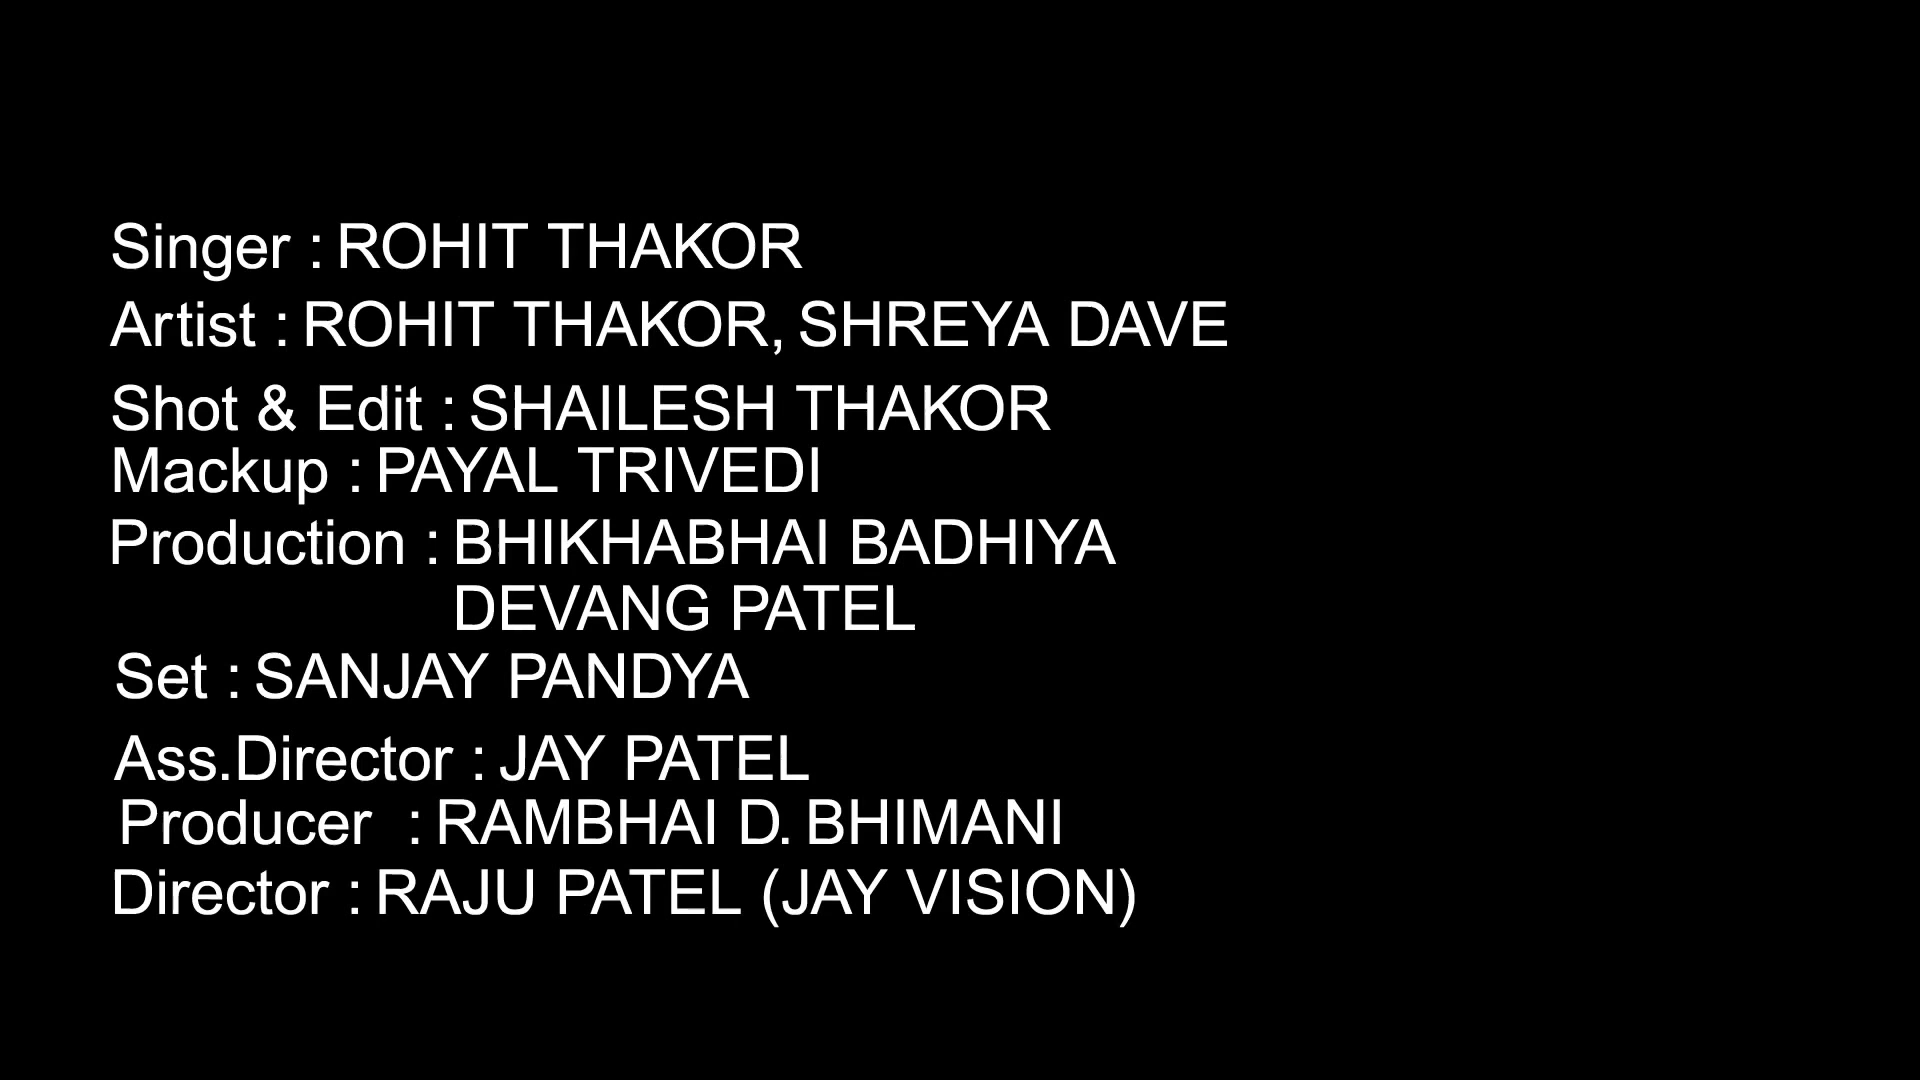 Singer : ROHIT THAKOR
Artist : ROHIT THAKOR, SHREYA DAVE
Shot & Edit : SHAILESH THAKOR
Mackup : PAYAL TRIVEDI
Production : BHIKHABHAI BADHIYA
DEVANG PATEL
Set : SANJAY PANDYA
Ass.Director : JAY PATEL
Producer : RAMBHAI D. BHIMANI
Director : RAJU PATEL (JAY VISION)